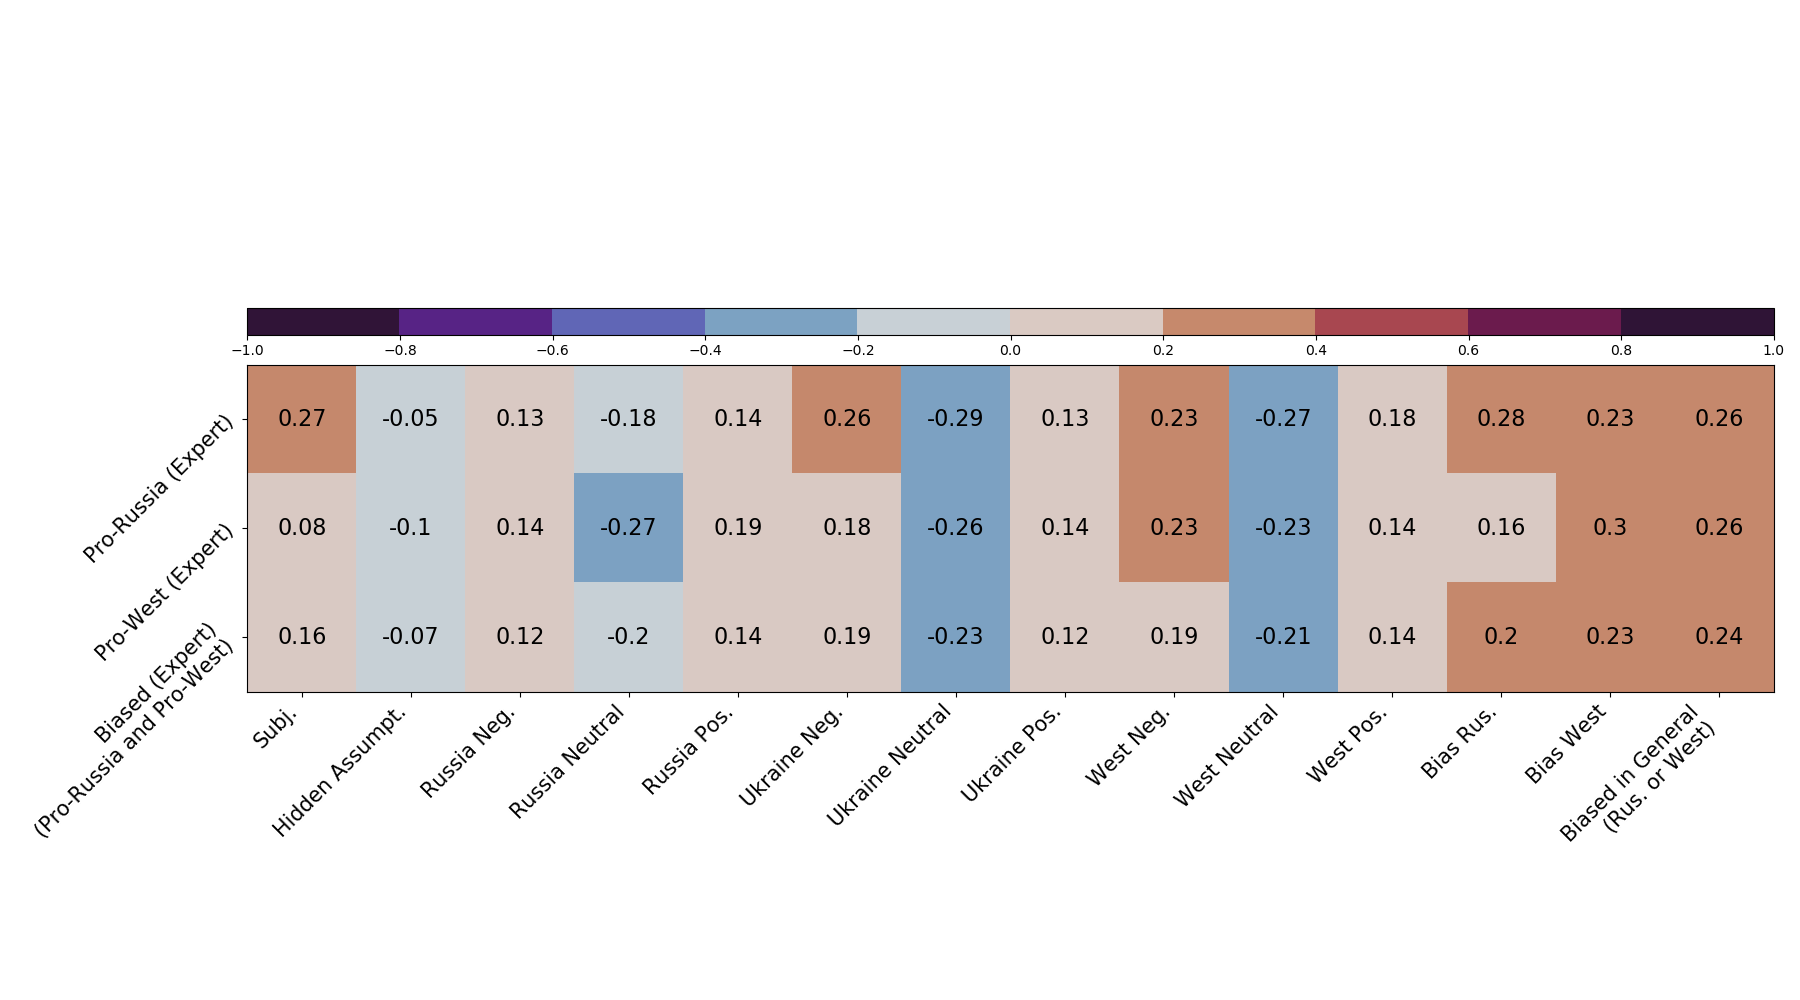 −1.0 −0.8 −0.6 −0.4 −0.2 0.0 0.2 0.4 0.6 0.8 1.0
Pro-Russia (Expert)
0.27 -0.05 0.13 -0.18 0.14 0.26 -0.29 0.13 0.23 -0.27 0.18 0.28 0.23 0.26
Pro-West (Expert)
0.08 -0.1 0.14 -0.27 0.19 0.18 -0.26 0.14 0.23 -0.23 0.14 0.16 0.3 0.26
Biased (Expert)
(Pro-Russia and Pro-West)
0.16 -0.07 0.12 -0.2 0.14 0.19 -0.23 0.12 0.19 -0.21 0.14 0.2 0.23 0.24
Subj.
Hidden Assumpt.
Russia Neg.
Russia Neutral
Russia Pos.
Ukraine Neg.
Ukraine Neutral
Ukraine Pos.
West Neg.
West Neutral
West Pos.
Bias Rus.
Bias West
Biased in General
(Rus. or West)